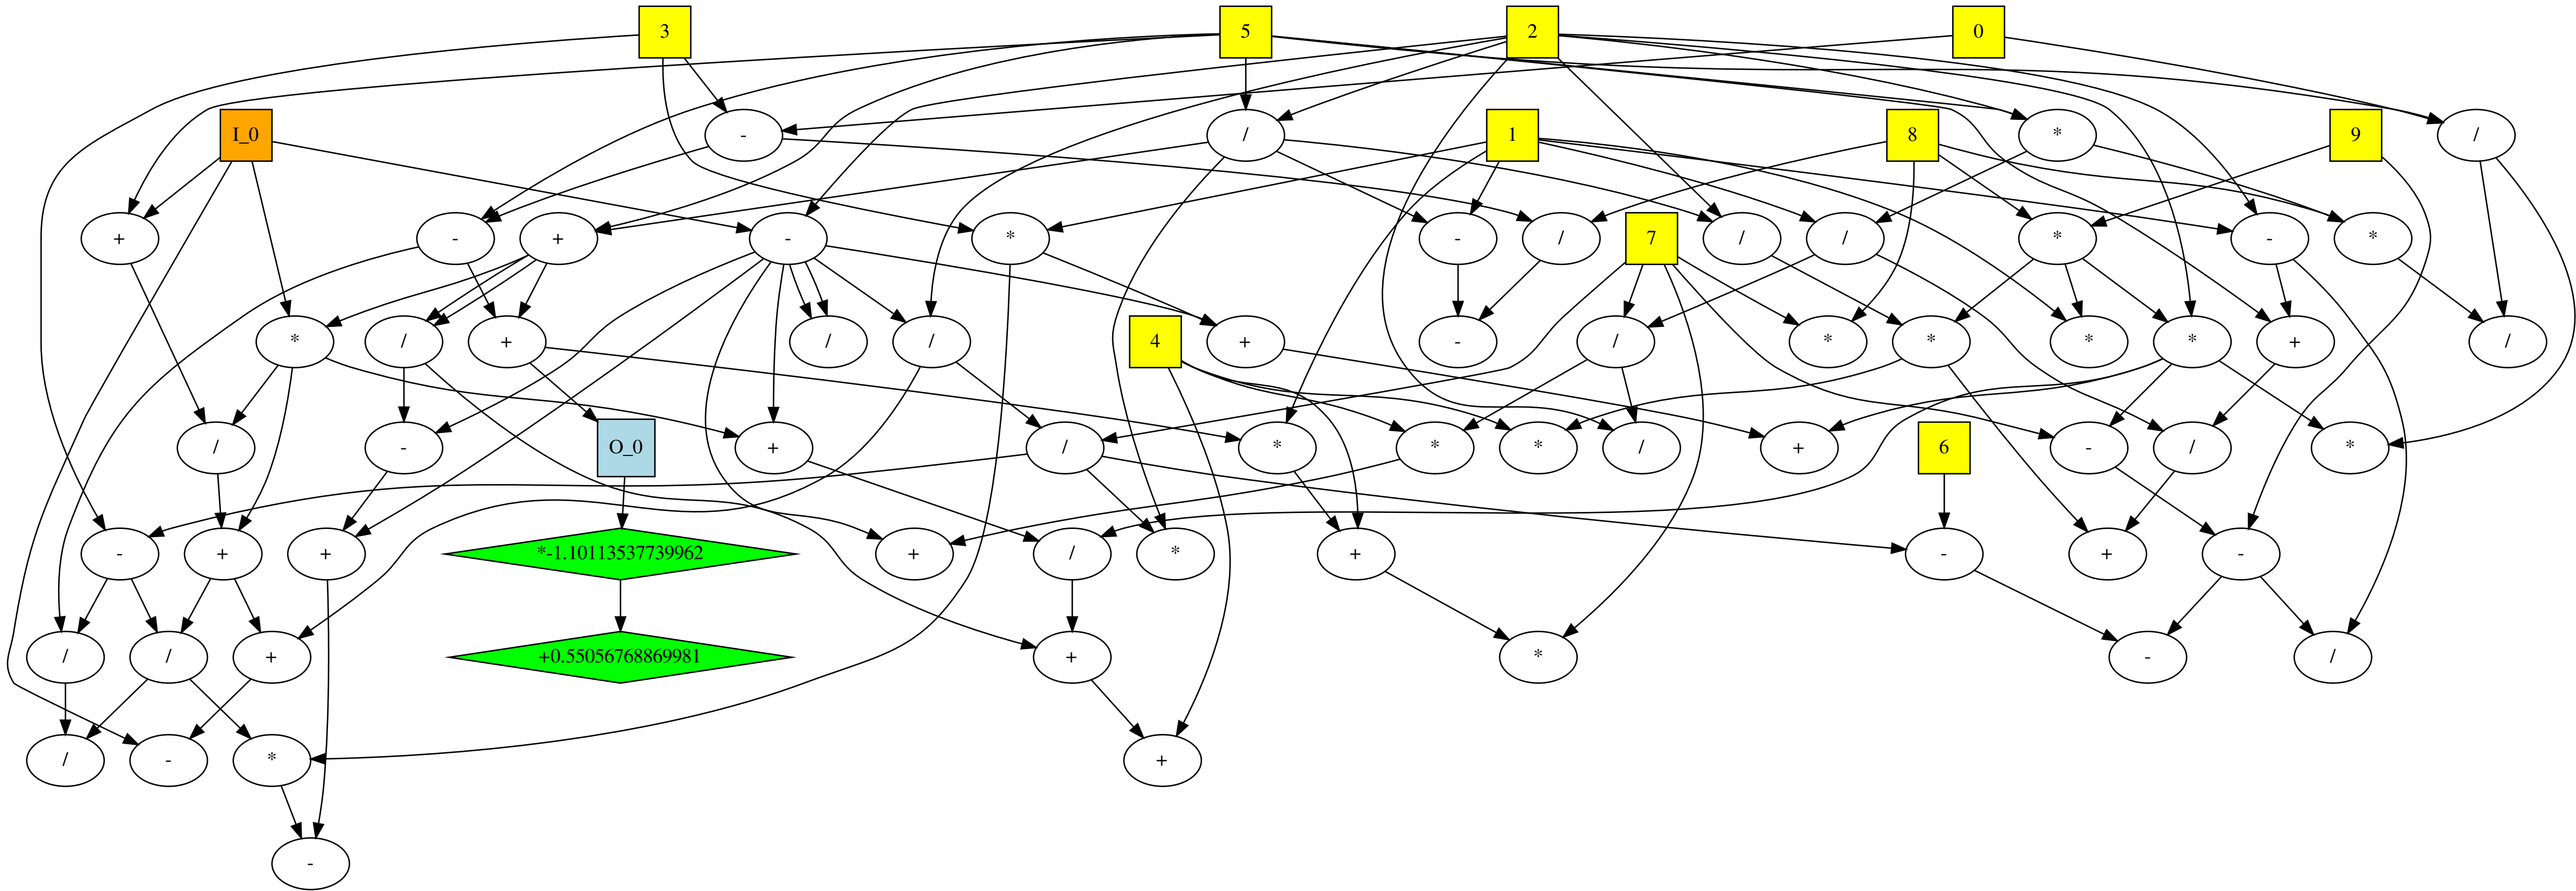 3 5 2 0
I_0 - / 1 8 * 9 /
+ - + - * - / 7 / / * - *
* / + / / 4 + - / * * * * + /
/ - O_0 + / * * * / + 6 - / *
- + + *-1.10113537739962 + / * + - + -
/ / + +0.55056768869981 + * - /
/ - * +
-